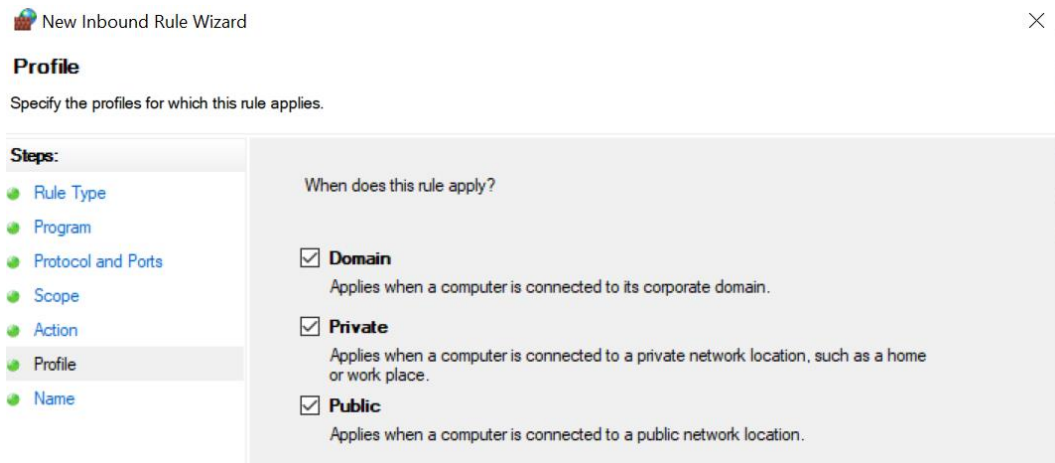 New Inbound Rule Wizard
Profile
Specify the profiles for which this rule applies.
Steps:
Rule Type
Program
Protocol and Ports
Scope
Action
Profile
Name
When does this rule apply?
Domain
Applies when a computer is connected to its corporate domain.
Private
Applies when a computer is connected to a private network location, such as a home
or work place.
Public
Applies when a computer is connected to a public network location.